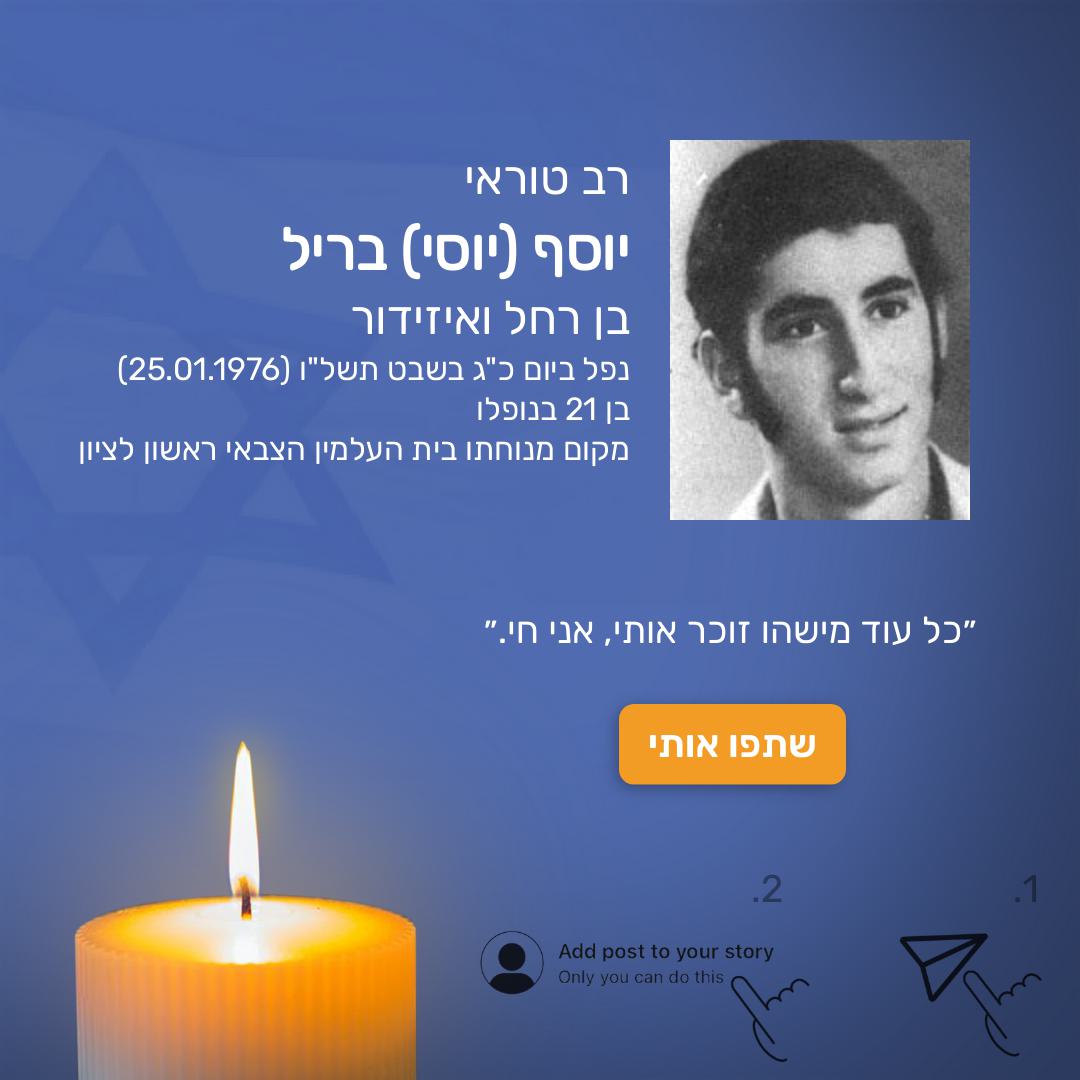 רב טוראי
יוסף (יוסי) בריל
בן רחל ואיזידור
נפל ביום כ"ג בשבט תשל"ו (25.01.1976)
בן 21 בנופלו
מקום מנוחתו בית העלמין הצבאי ראשון לציון
״כל עוד מישהו זוכר אותי, אני חי.״
שתפו אותי
1.
2.
Add post to your story
Only you can do this